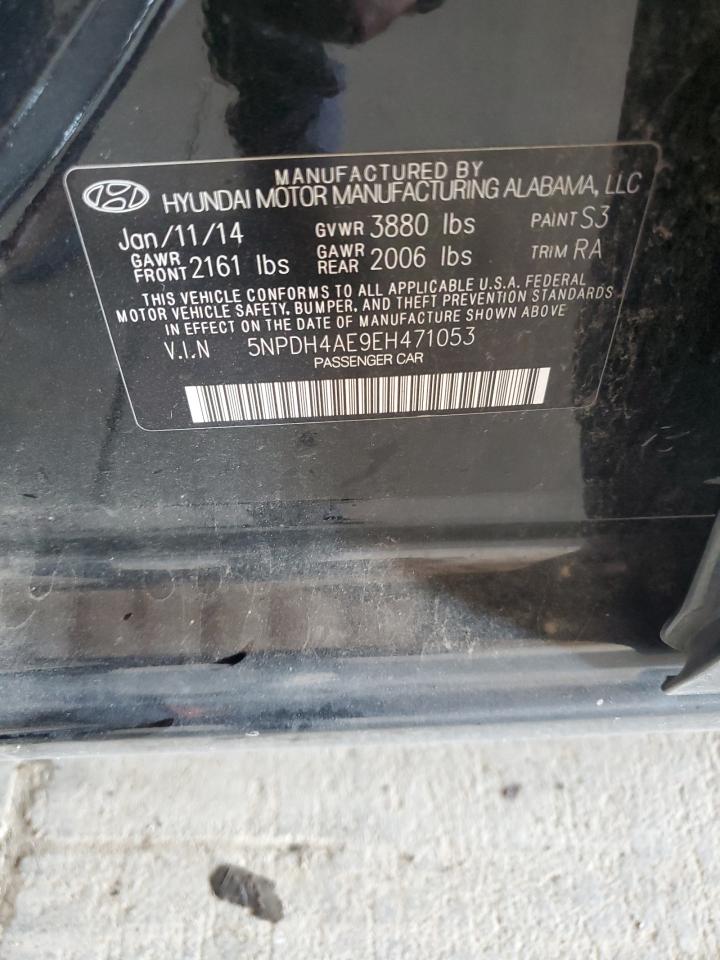 MANUFACTURED BY
HYUNDAI MOTOR MANUFACTURING ALABAMA, LLC
Jan/11/14 GVWR 3880 lbs PAINT S3
GAWR FRONT 2161 lbs GAWR REAR 2006 lbs TRIM RA
THIS VEHICLE CONFORMS TO ALL APPLICABLE U.S.A. FEDERAL
MOTOR VEHICLE SAFETY, BUMPER, AND THEFT PREVENTION STANDARDS
IN EFFECT ON THE DATE OF MANUFACTURE SHOWN ABOVE
V.I.N 5NPDH4AE9EH471053
PASSENGER CAR